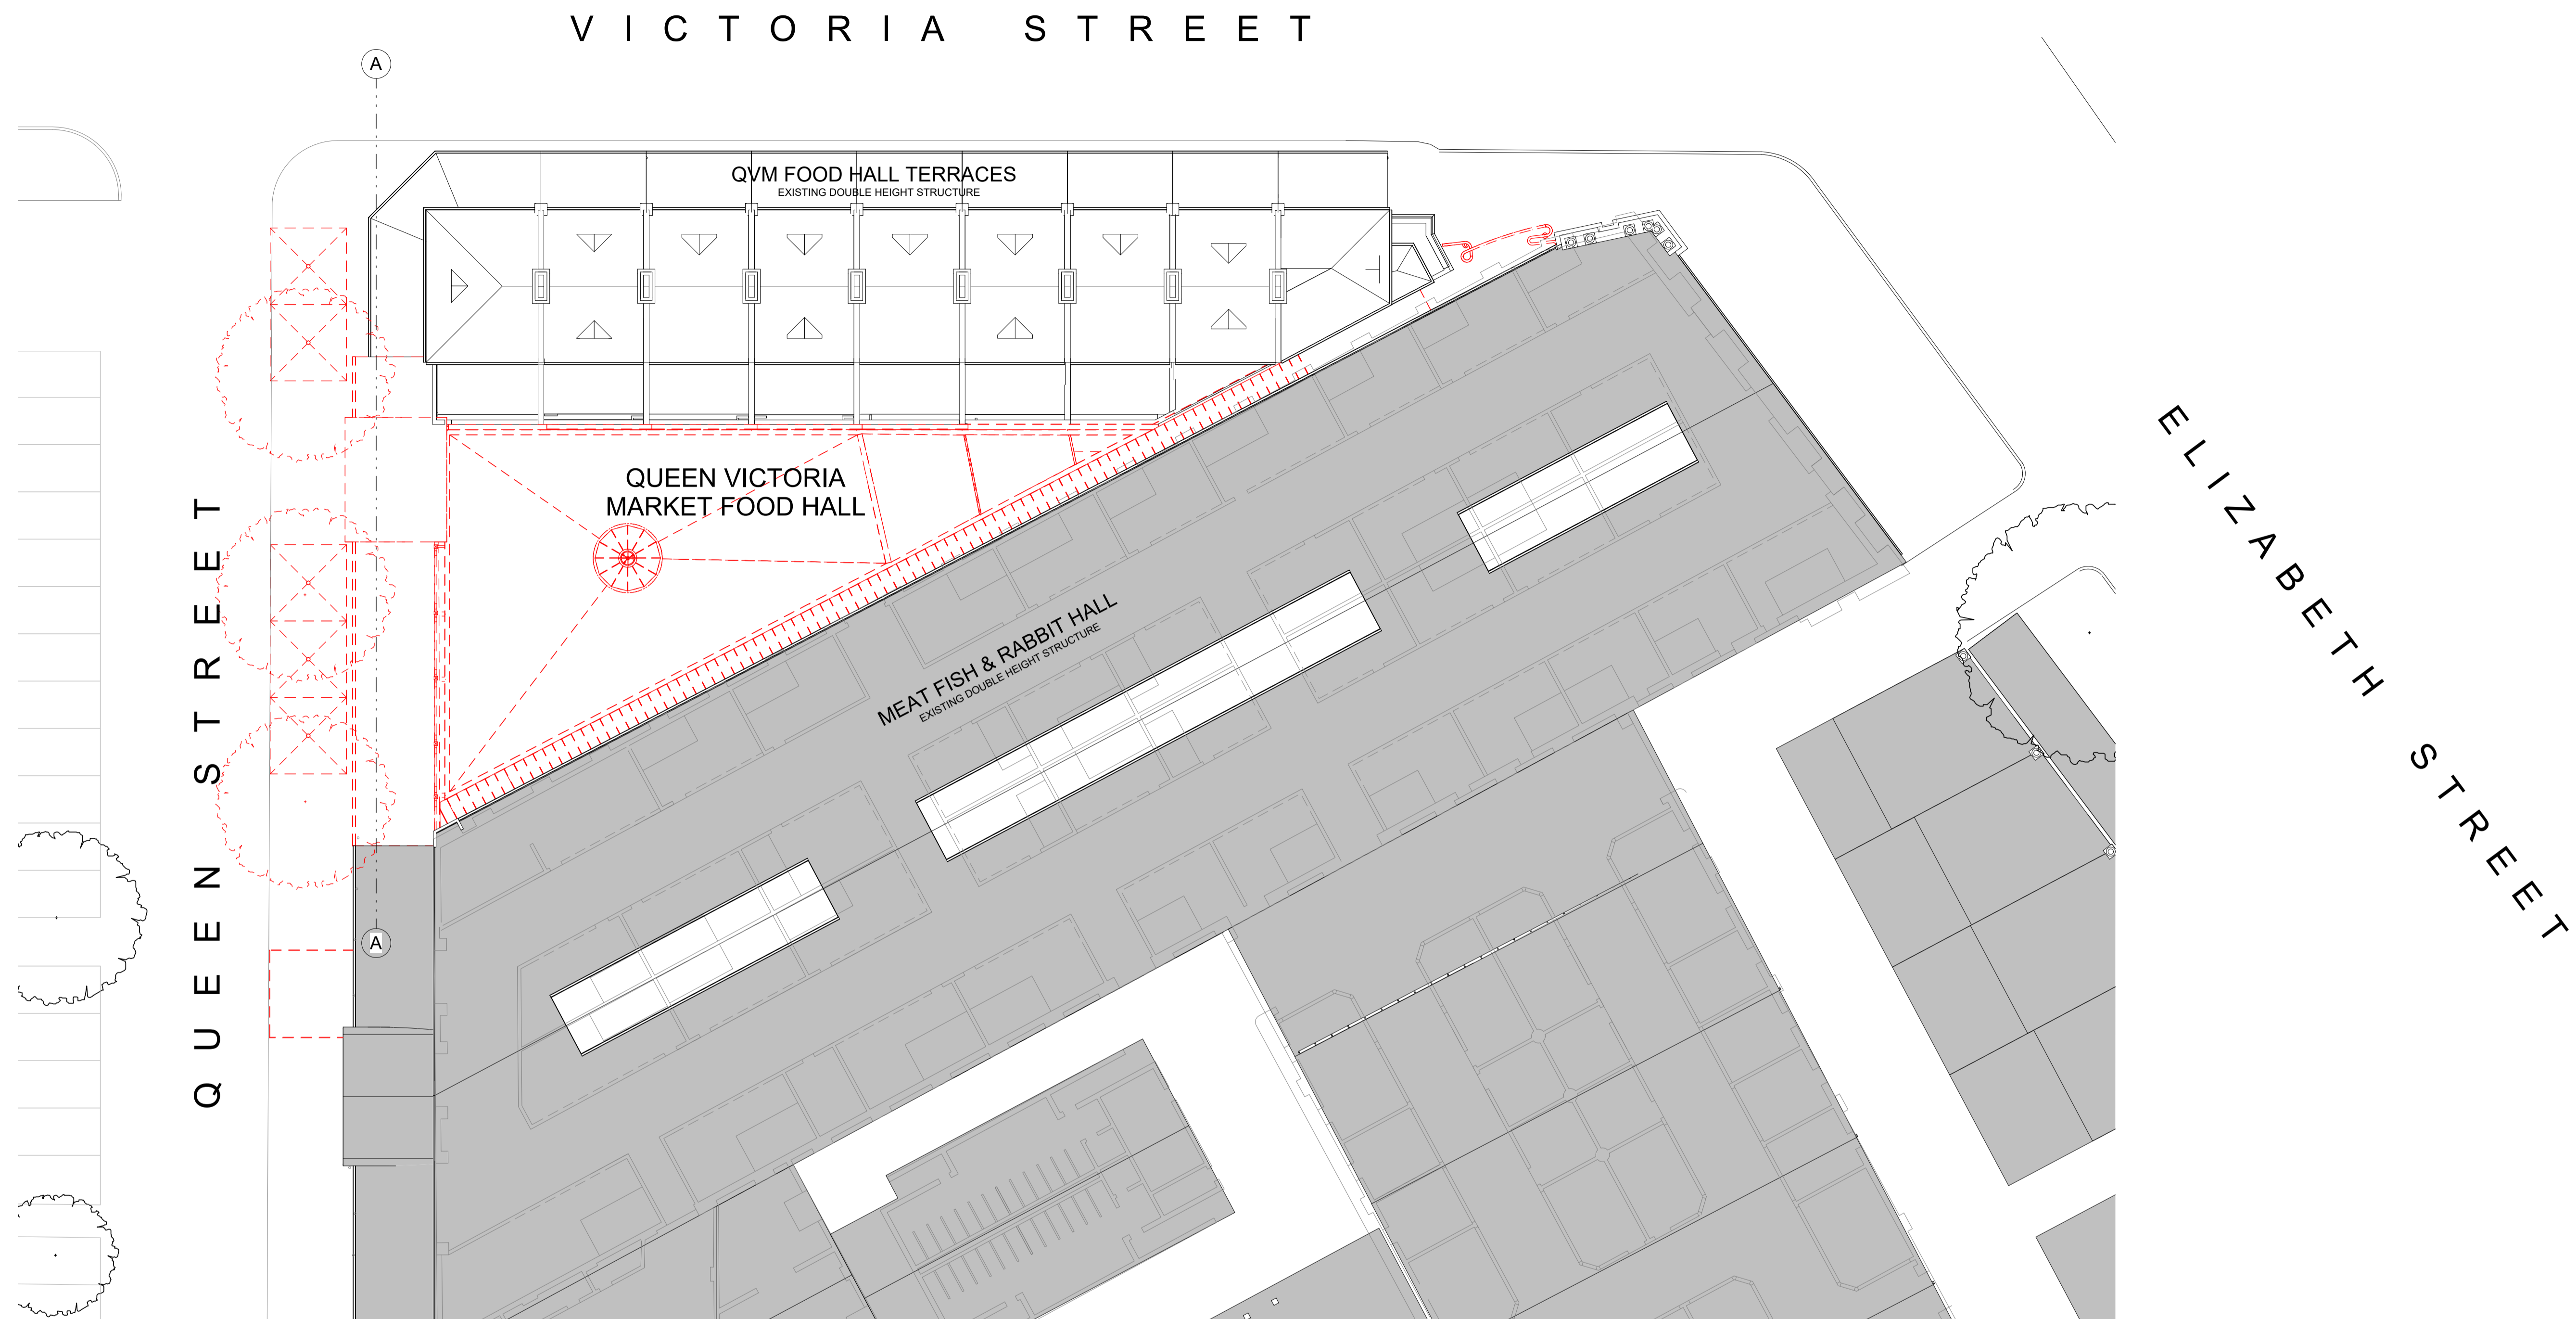 VICTORIA STREET
A
QVM FOOD HALL TERRACES
EXISTING DOUBLE HEIGHT STRUCTURE
QUEEN VICTORIA
MARKET FOOD HALL
MEAT FISH & RABBIT HALL
EXISTING DOUBLE HEIGHT STRUCTURE
QUEEN STREET
ELIZABETH STREET
A